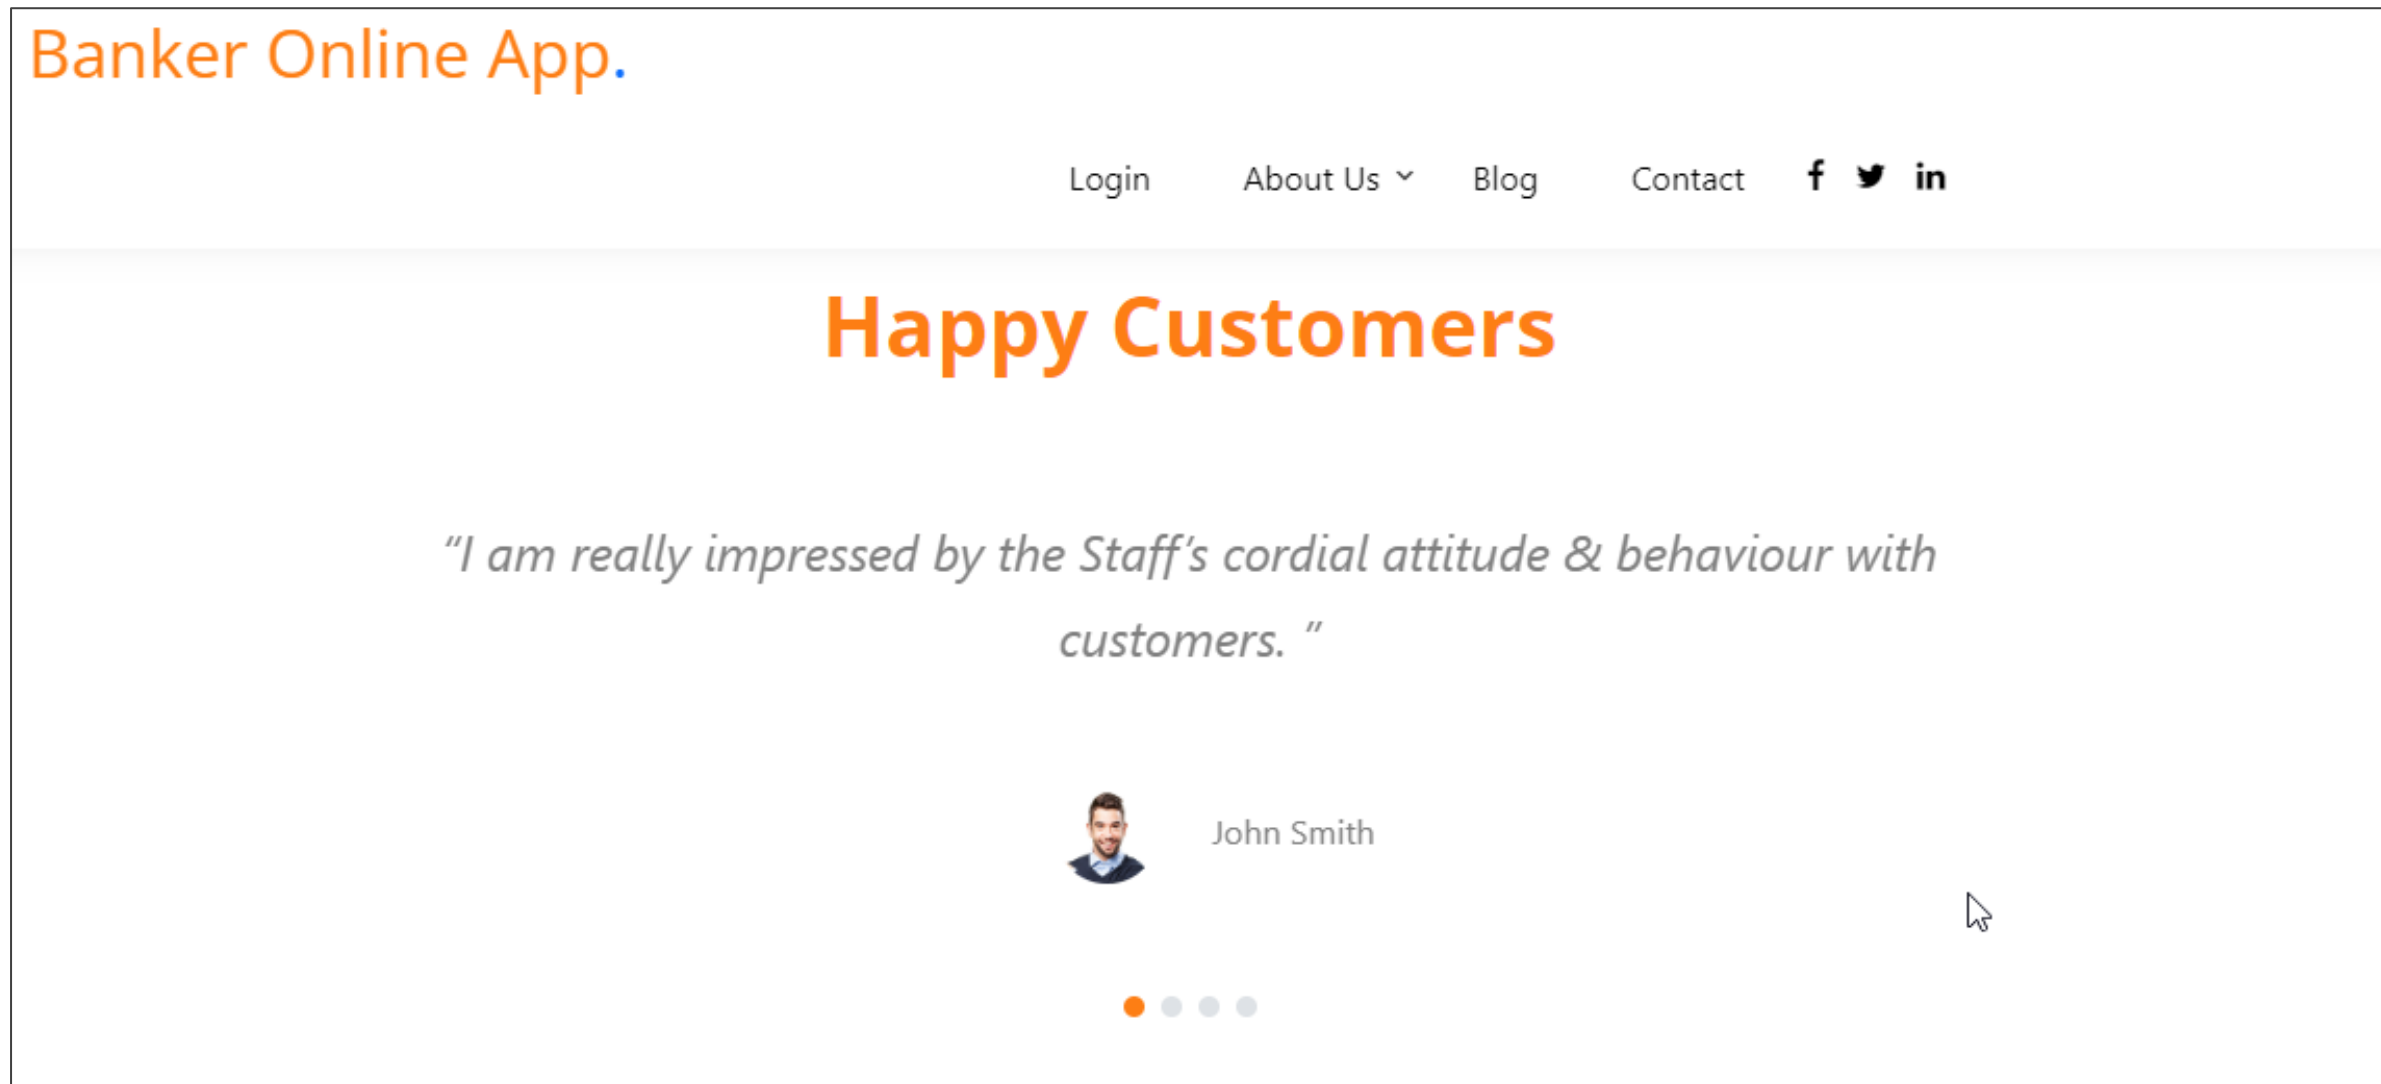 Banker Online App.
Login About Us Blog Contact
Happy Customers
“I am really impressed by the Staff’s cordial attitude & behaviour with
customers. ”
John Smith